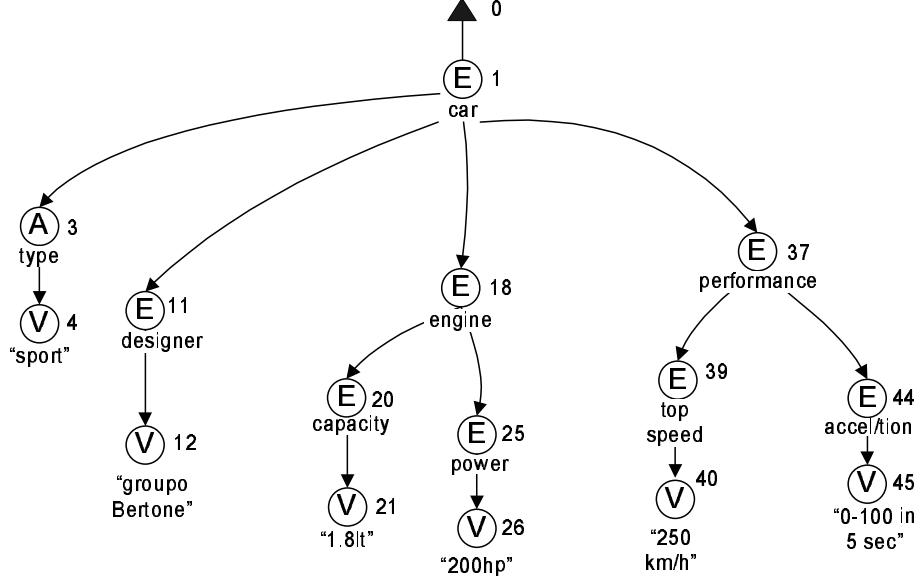 0
E 1
car
A 3
type
E 37
performance
E 18
engine
E 11
designer
V 4
"sport"
E 39
top
speed
E 20
capacity
E 44
accel/tion
E 25
power
V 12
"groupo
Bertone"
V 40
"250
km/h"
V 45
"0-100 in
5 sec"
V 21
"1.8lt"
V 26
"200hp"